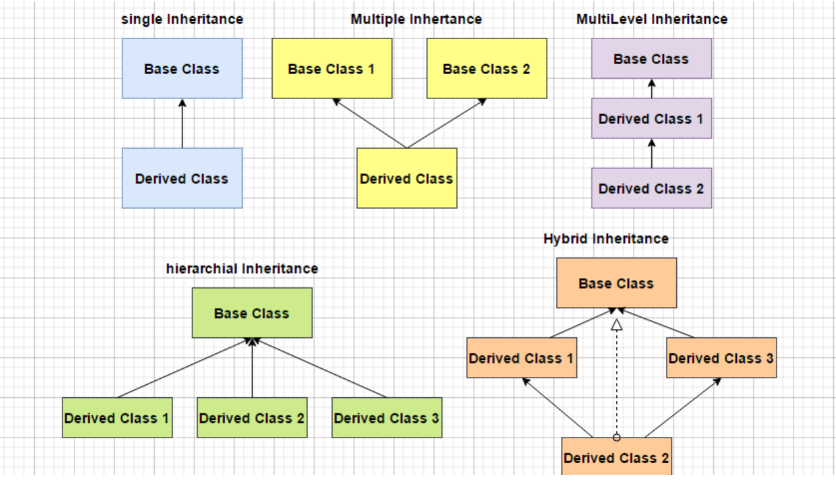 single Inheritance
Multiple Inhertance
MultiLevel Inheritance
Base Class
Base Class 1
Base Class 2
Base Class
Derived Class 1
Derived Class
Derived Class
Derived Class 2
Hybrid Inheritance
hierarchial Inheritance
Base Class
Base Class
Derived Class 1
Derived Class 3
Derived Class 1
Derived Class 2
Derived Class 3
Derived Class 2